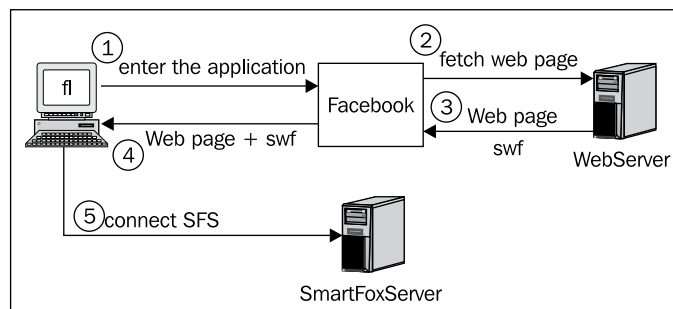 1
enter the application
2
fetch web page
fl
Facebook
3
Web page
swf
4
Web page + swf
WebServer
5
connect SFS
SmartFoxServer